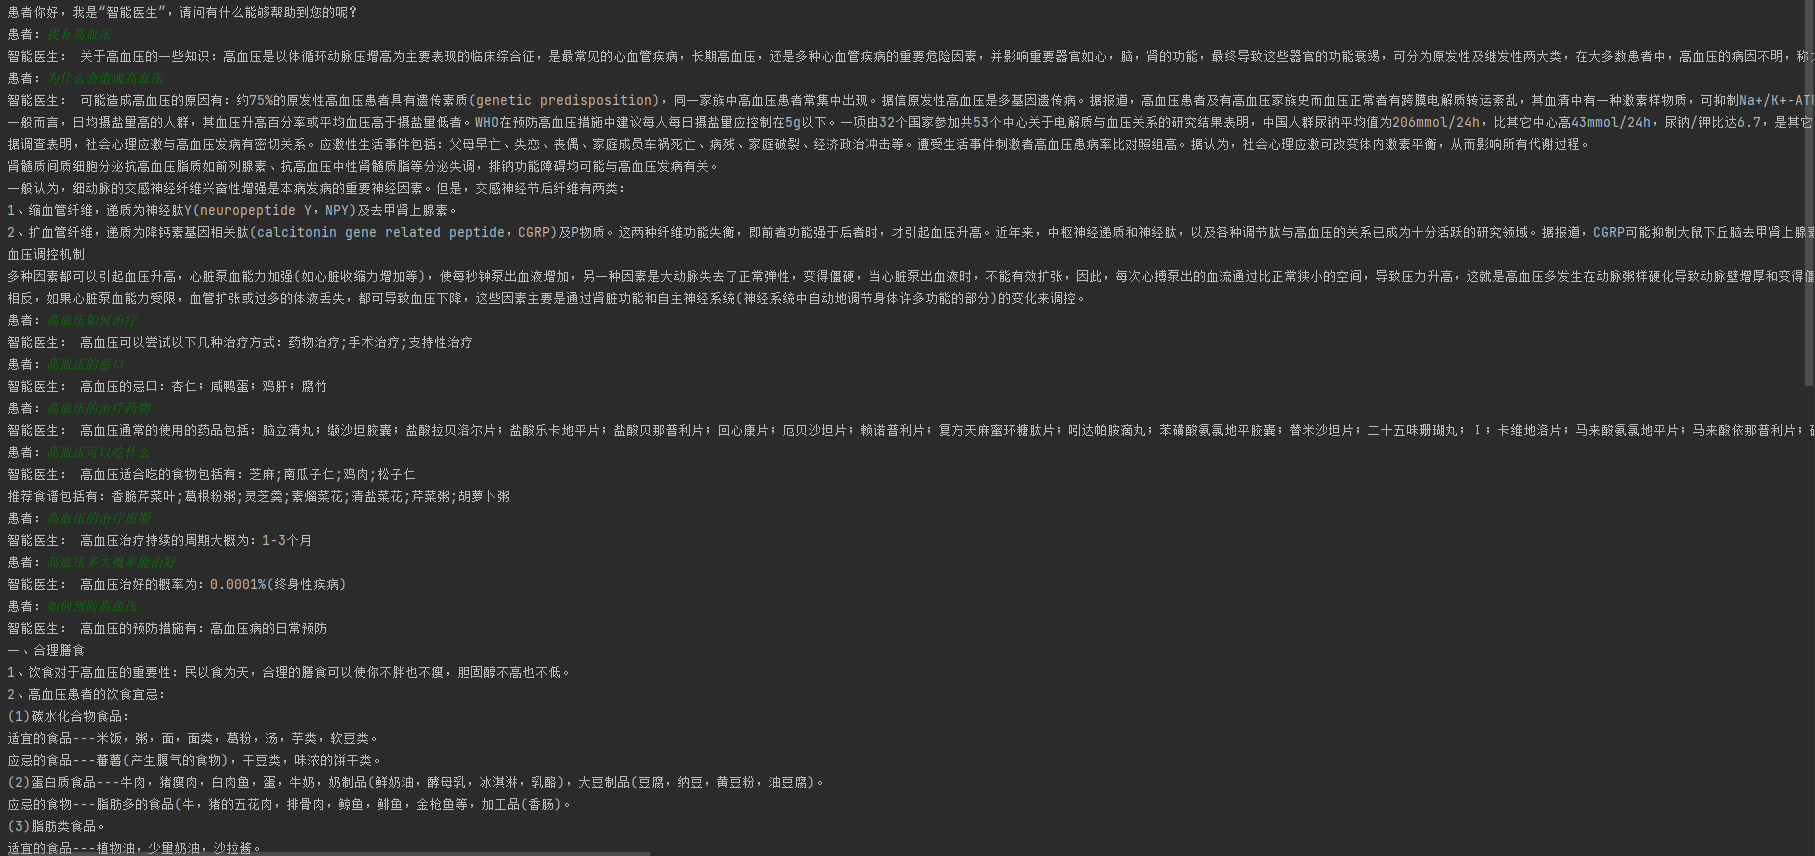 患者你好，我是“智能医生”，请问有什么能够帮助到您的呢？
患者：我有高血压
智能医生： 关于高血压的一些知识：高血压是以体循环动脉压增高为主要表现的临床综合征，是最常见的心血管疾病，长期高血压，还是多种心血管疾病的重要危险因素，并影响重要器官如心，脑，肾的功能，最终导致这些器官的功能衰竭，可分为原发性及继发性两大类，在大多数患者中，高血压的病因不明，称
患者：为什么会造成高血压
智能医生： 可能造成高血压的原因有：约75%的原发性高血压患者具有遗传素质(genetic predisposition)，同一家族中高血压患者常集中出现。据信原发性高血压是多基因遗传病。据报道，高血压患者及有高血压家族史而血压正常者有跨膜电解质转运紊乱，其血清中有一种激素样物质，可抑制Na+/K+-AT
一般而言，日均摄盐量高的人群，其血压升高百分率或平均血压高于摄盐量低者。WHO在预防高血压措施中建议每人每日摄盐量应控制在5g以下。一项由32个国家参加共53个中心关于电解质与血压关系的研究结果表明，中国人群尿钠平均值为206mmol/24h，比其它中心高43mmol/24h，尿钠/钾比达6.7，是其它
据调查表明，社会心理应激与高血压发病有密切关系。应激性生活事件包括：父母早亡、失恋、丧偶、家庭成员车祸死亡、病残、家庭破裂、经济政治冲击等。遭受生活事件刺激者高血压患病率比对照组高。据认为，社会心理应激可改变体内激素平衡，从而影响所有代谢过程。
肾髓质间质细胞分泌抗高血压脂质如前列腺素、抗高血压中性肾髓质脂等分泌失调，排钠功能障碍均可能与高血压发病有关。
一般认为，细动脉的交感神经纤维兴奋性增强是本病发病的重要神经因素。但是，交感神经节后纤维有两类：
1、缩血管纤维，递质为神经肽Y(neuropeptide Y，NPY)及去甲肾上腺素。
2、扩血管纤维，递质为降钙素基因相关肽(calcitonin gene related peptide，CGRP)及P物质。这两种纤维功能失衡，即前者功能强于后者时，才引起血压升高。近年来，中枢神经递质和神经肽，以及各种调节肽与高血压的关系已成为十分活跃的研究领域。据报道，CGRP可能抑制大鼠下丘脑去甲肾上腺素
血压调控机制
多种因素都可以引起血压升高，心脏泵血能力加强(如心脏收缩力增加等)，使每秒钟泵出血液增加，另一种因素是大动脉失去了正常弹性，变得僵硬，当心脏泵出血液时，不能有效扩张，因此，每次心搏泵出的血流通过比正常狭小的空间，导致压力升高，这就是高血压多发生在动脉粥样硬化导致动脉壁增厚和变得僵
相反，如果心脏泵血能力受限，血管扩张或过多的体液丢失，都可导致血压下降，这些因素主要是通过肾脏功能和自主神经系统(神经系统中自动地调节身体许多功能的部分)的变化来调控。
患者：高血压如何治疗
智能医生： 高血压可以尝试以下几种治疗方式：药物治疗;手术治疗;支持性治疗
患者：高血压的忌口
智能医生： 高血压的忌口：杏仁；咸鸭蛋；鸡肝；腐竹
患者：高血压的治疗药物
智能医生： 高血压通常的使用的药品包括：脑立清丸；缬沙坦胶囊；盐酸拉贝洛尔片；盐酸乐卡地平片；盐酸贝那普利片；回心康片；厄贝沙坦片；赖诺普利片；复方天麻蜜环糖肽片；吲达帕胺滴丸；苯磺酸氨氯地平胶囊；替米沙坦片；二十五味珊瑚丸；Ⅰ；卡维地洛片；马来酸氨氯地平片；马来酸依那普利片；
患者：高血压可以吃什么
智能医生： 高血压适合吃的食物包括有：芝麻;南瓜子仁;鸡肉;松子仁
推荐食谱包括有：香脆芹菜叶;葛根粉粥;灵芝羹;素熘菜花;清盐菜花;芹菜粥;胡萝卜粥
患者：高血压的治疗周期
智能医生： 高血压治疗持续的周期大概为：1-3个月
患者：高血压多大概率能治好
智能医生： 高血压治好的概率为：0.0001%(终身性疾病)
患者：如何预防高血压
智能医生： 高血压的预防措施有：高血压病的日常预防
一、合理膳食
1、饮食对于高血压的重要性：民以食为天，合理的膳食可以使你不胖也不瘦，胆固醇不高也不低。
2、高血压患者的饮食宜忌：
(1)碳水化合物食品：
适宜的食品---米饭，粥，面，面类，葛粉，汤，芋类，软豆类。
应忌的食品---蕃薯(产生腹气的食物)，干豆类，味浓的饼干类。
(2)蛋白质食品---牛肉，猪瘦肉，白肉鱼，蛋，牛奶，奶制品(鲜奶油，酵母乳，冰淇淋，乳酪)，大豆制品(豆腐，纳豆，黄豆粉，油豆腐)。
应忌的食物---脂肪多的食品(牛，猪的五花肉，排骨肉，鲸鱼，鲱鱼，金枪鱼等，加工品(香肠)。
(3)脂肪类食品。
适宜的食品---植物油，少量奶油，沙拉酱。